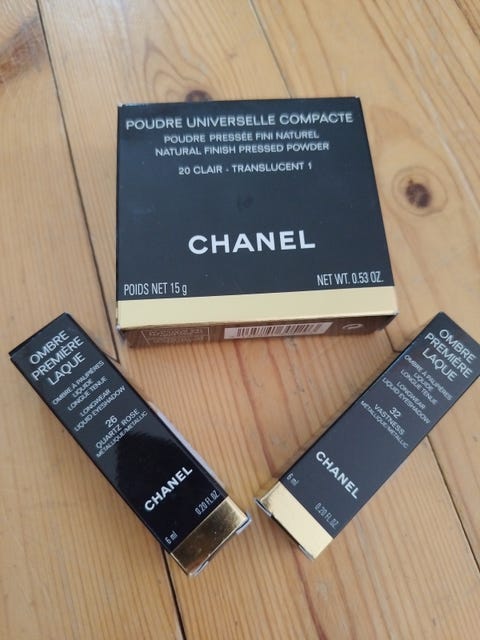 POUDRE UNIVERSELLE COMPACTE
POUDRE PRESSÉE FINI NATUREL
NATURAL FINISH PRESSED POWDER
20 CLAIR - TRANSLUCENT 1
CHANEL
POIDS NET 15 g
NET WT. 0.53 OZ.
OMBRE
PREMIÈRE
LAQUE
OMBRE À PAUPIÈRES
LIQUIDE
LONGUE TENUE
LONGWEAR
LIQUID EYESHADOW
26
QUARTZ ROSE
MÉTALLIQUE/METALLIC
CHANEL
6 ml
0.20 FL.OZ.
OMBRE
PREMIÈRE
LAQUE
OMBRE À PAUPIÈRES
LIQUIDE
LONGUE TENUE
LONGWEAR
LIQUID EYESHADOW
32
VASTNESS
MÉTALLIQUE/METALLIC
CHANEL
6 ml
0.20 FL.OZ.